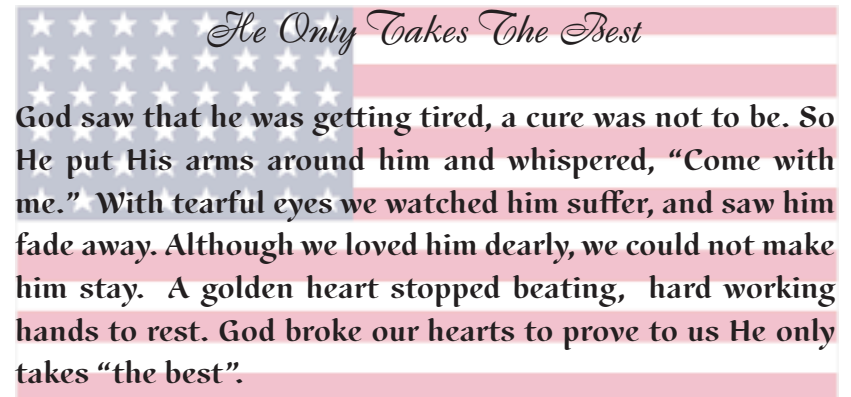 He Only Takes The Best
God saw that he was getting tired, a cure was not to be. So
He put His arms around him and whispered, “Come with
me.” With tearful eyes we watched him suffer, and saw him
fade away. Although we loved him dearly, we could not make
him stay. A golden heart stopped beating, hard working
hands to rest. God broke our hearts to prove to us He only
takes “the best”.